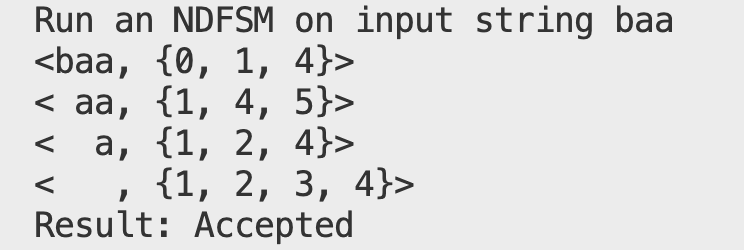 Run an NDFSM on input string baa
<baa, {0, 1, 4}>
< aa, {1, 4, 5}>
<  a, {1, 2, 4}>
<   , {1, 2, 3, 4}>
Result: Accepted